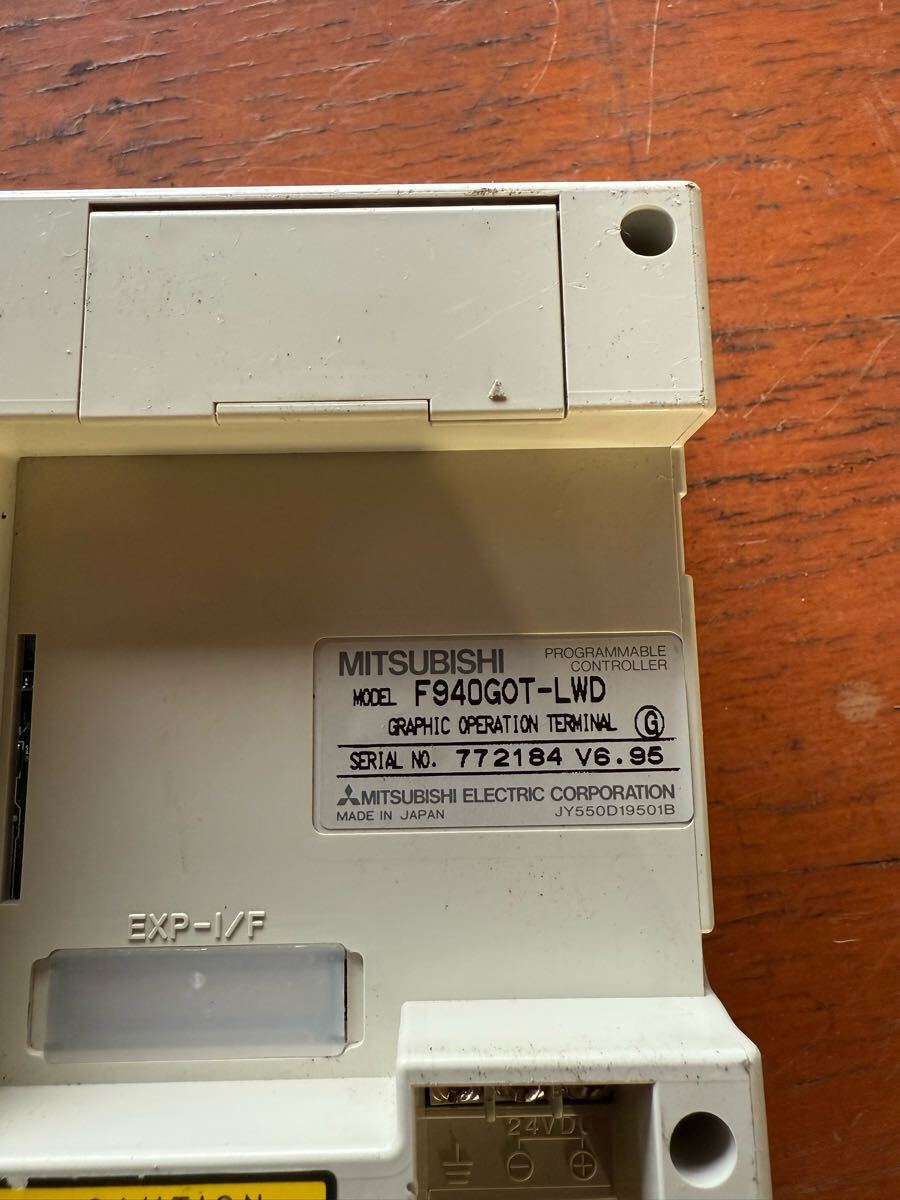 MITSUBISHI PROGRAMMABLE CONTROLLER
MODEL F940GOT-LWD
GRAPHIC OPERATION TERMINAL G
SERIAL NO. 772184 V6.95
MITSUBISHI ELECTRIC CORPORATION
MADE IN JAPAN JY550D19501B
EXP-I/F
24VDC
- +
CAUTION